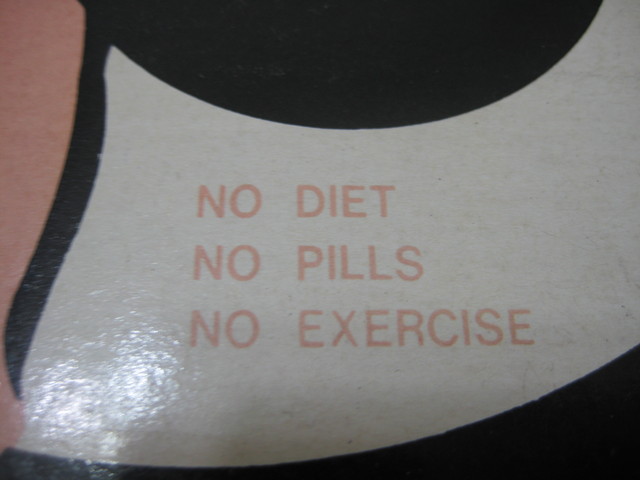 NO DIET
NO PILLS
NO EXERCISE